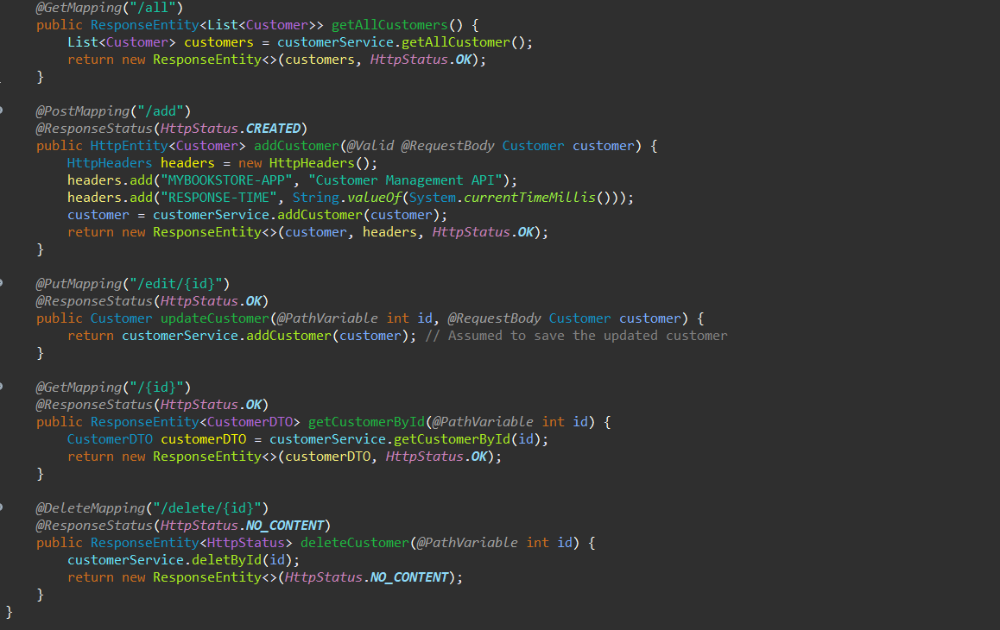 @GetMapping("/all")
public ResponseEntity<List<Customer>> getAllCustomers() {
List<Customer> customers = customerService.getAllCustomer();
return new ResponseEntity<>(customers, HttpStatus.OK);
}
@PostMapping("/add")
@ResponseStatus(HttpStatus.CREATED)
public HttpEntity<Customer> addCustomer(@Valid @RequestBody Customer customer) {
HttpHeaders headers = new HttpHeaders();
headers.add("MYBOOKSTORE-APP", "Customer Management API");
headers.add("RESPONSE-TIME", String.valueOf(System.currentTimeMillis()));
customer = customerService.addCustomer(customer);
return new ResponseEntity<>(customer, headers, HttpStatus.OK);
}
@PutMapping("/edit/{id}")
@ResponseStatus(HttpStatus.OK)
public Customer updateCustomer(@PathVariable int id, @RequestBody Customer customer) {
return customerService.addCustomer(customer); // Assumed to save the updated customer
}
@GetMapping("/{id}")
@ResponseStatus(HttpStatus.OK)
public ResponseEntity<CustomerDTO> getCustomerById(@PathVariable int id) {
CustomerDTO customerDTO = customerService.getCustomerById(id);
return new ResponseEntity<>(customerDTO, HttpStatus.OK);
}
@DeleteMapping("/delete/{id}")
@ResponseStatus(HttpStatus.NO_CONTENT)
public ResponseEntity<HttpStatus> deleteCustomer(@PathVariable int id) {
customerService.deletById(id);
return new ResponseEntity<>(HttpStatus.NO_CONTENT);
}
}